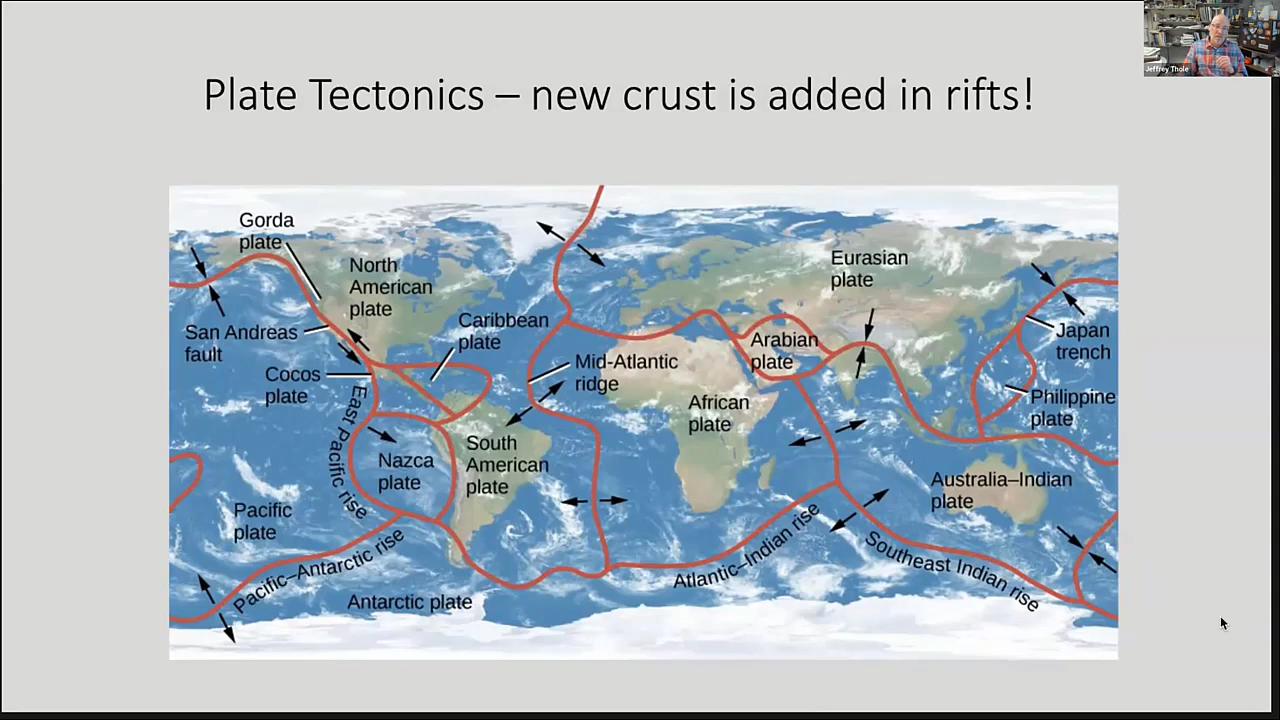 Jeffrey Thole
Plate Tectonics – new crust is added in rifts!
Gorda
plate
North
American
plate
Eurasian
plate
San Andreas
fault
Caribbean
plate
Arabian
plate
Japan
trench
Cocos
plate
Mid-Atlantic
ridge
African
plate
Philippine
plate
East Pacific rise
Nazca
plate
South
American
plate
Australia–Indian
plate
Pacific
plate
Pacific–Antarctic rise
Atlantic–Indian rise
Southeast Indian rise
Antarctic plate